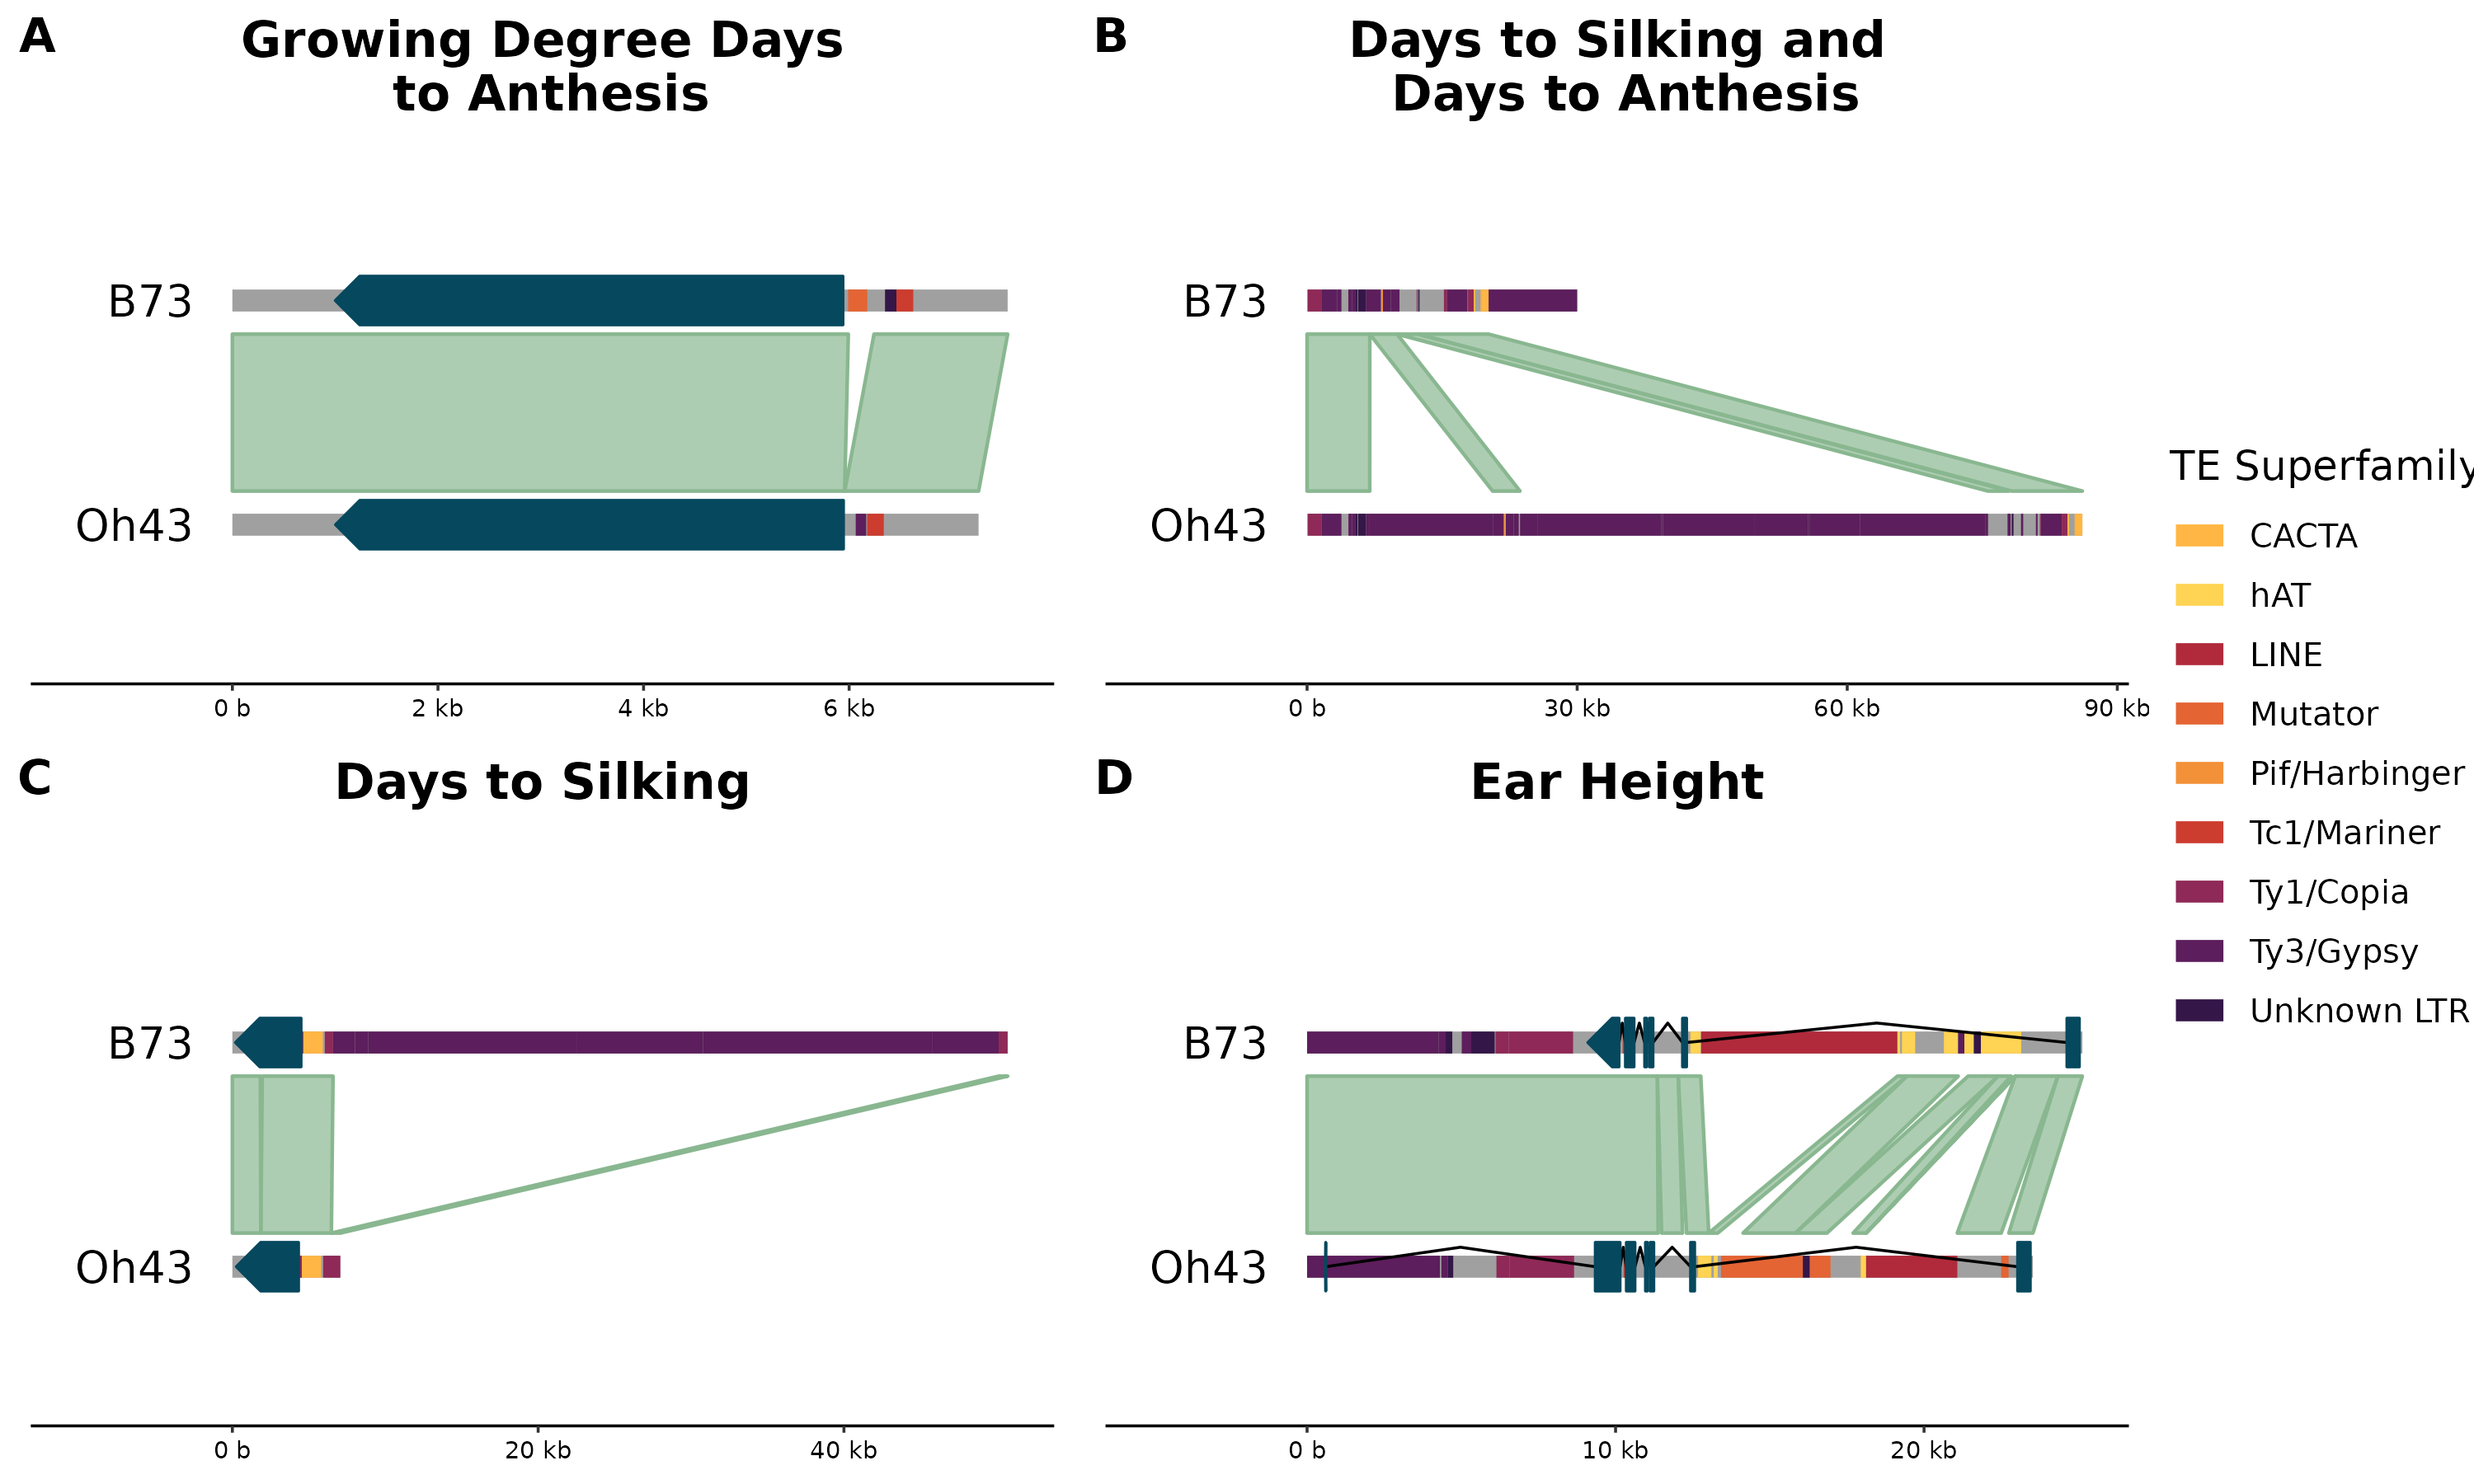 A
Growing Degree Days
to Anthesis
B73
Oh43
0 b
2 kb
4 kb
6 kb
B
Days to Silking and
Days to Anthesis
B73
Oh43
0 b
30 kb
60 kb
90 kb
C
Days to Silking
B73
Oh43
0 b
20 kb
40 kb
D
Ear Height
B73
Oh43
0 b
10 kb
20 kb
TE Superfamily
CACTA
hAT
LINE
Mutator
Pif/Harbinger
Tc1/Mariner
Ty1/Copia
Ty3/Gypsy
Unknown LTR